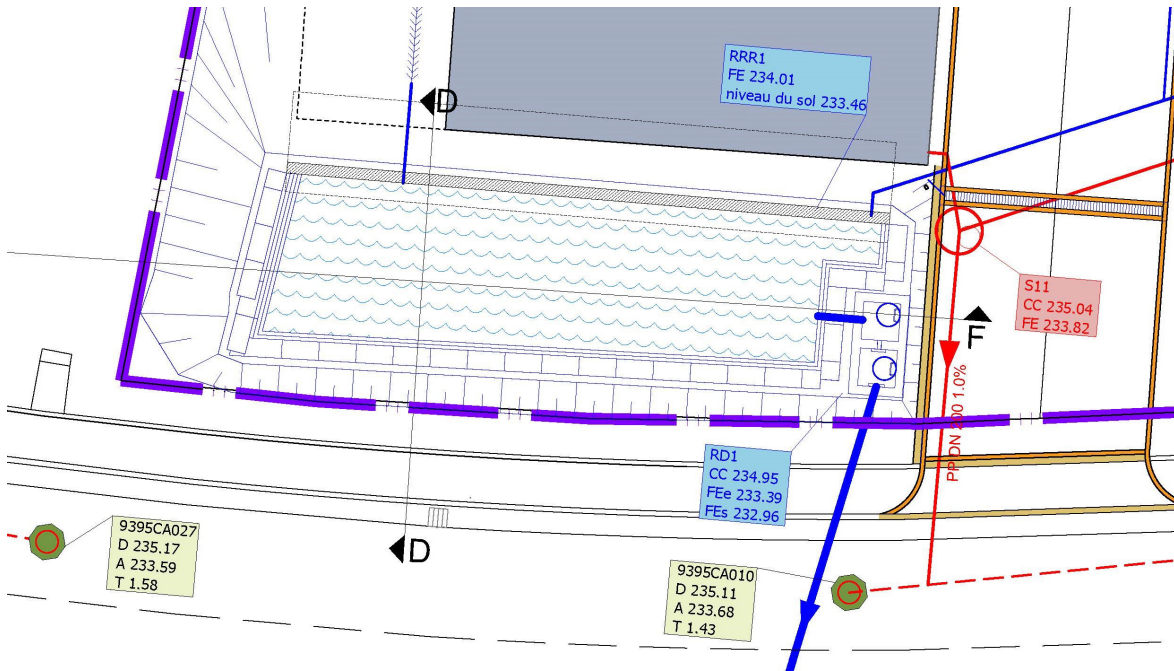 RRR1
FE 234.01
niveau du sol 233.46
D
S11
CC 235.04
FE 233.82
F
PP DN 200 1.0%
RD1
CC 234.95
FEe 233.39
FEs 232.96
9395CA027
D 235.17
A 233.59
T 1.58
D
9395CA010
D 235.11
A 233.68
T 1.43